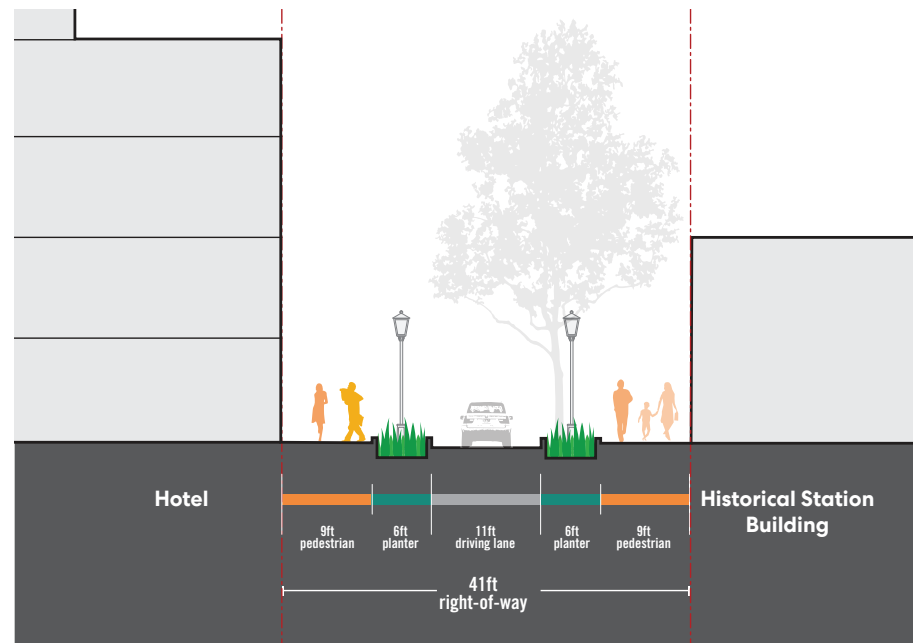 Hotel
Historical Station
Building
9ft
pedestrian
6ft
planter
11ft
driving lane
6ft
planter
9ft
pedestrian
41ft
right-of-way